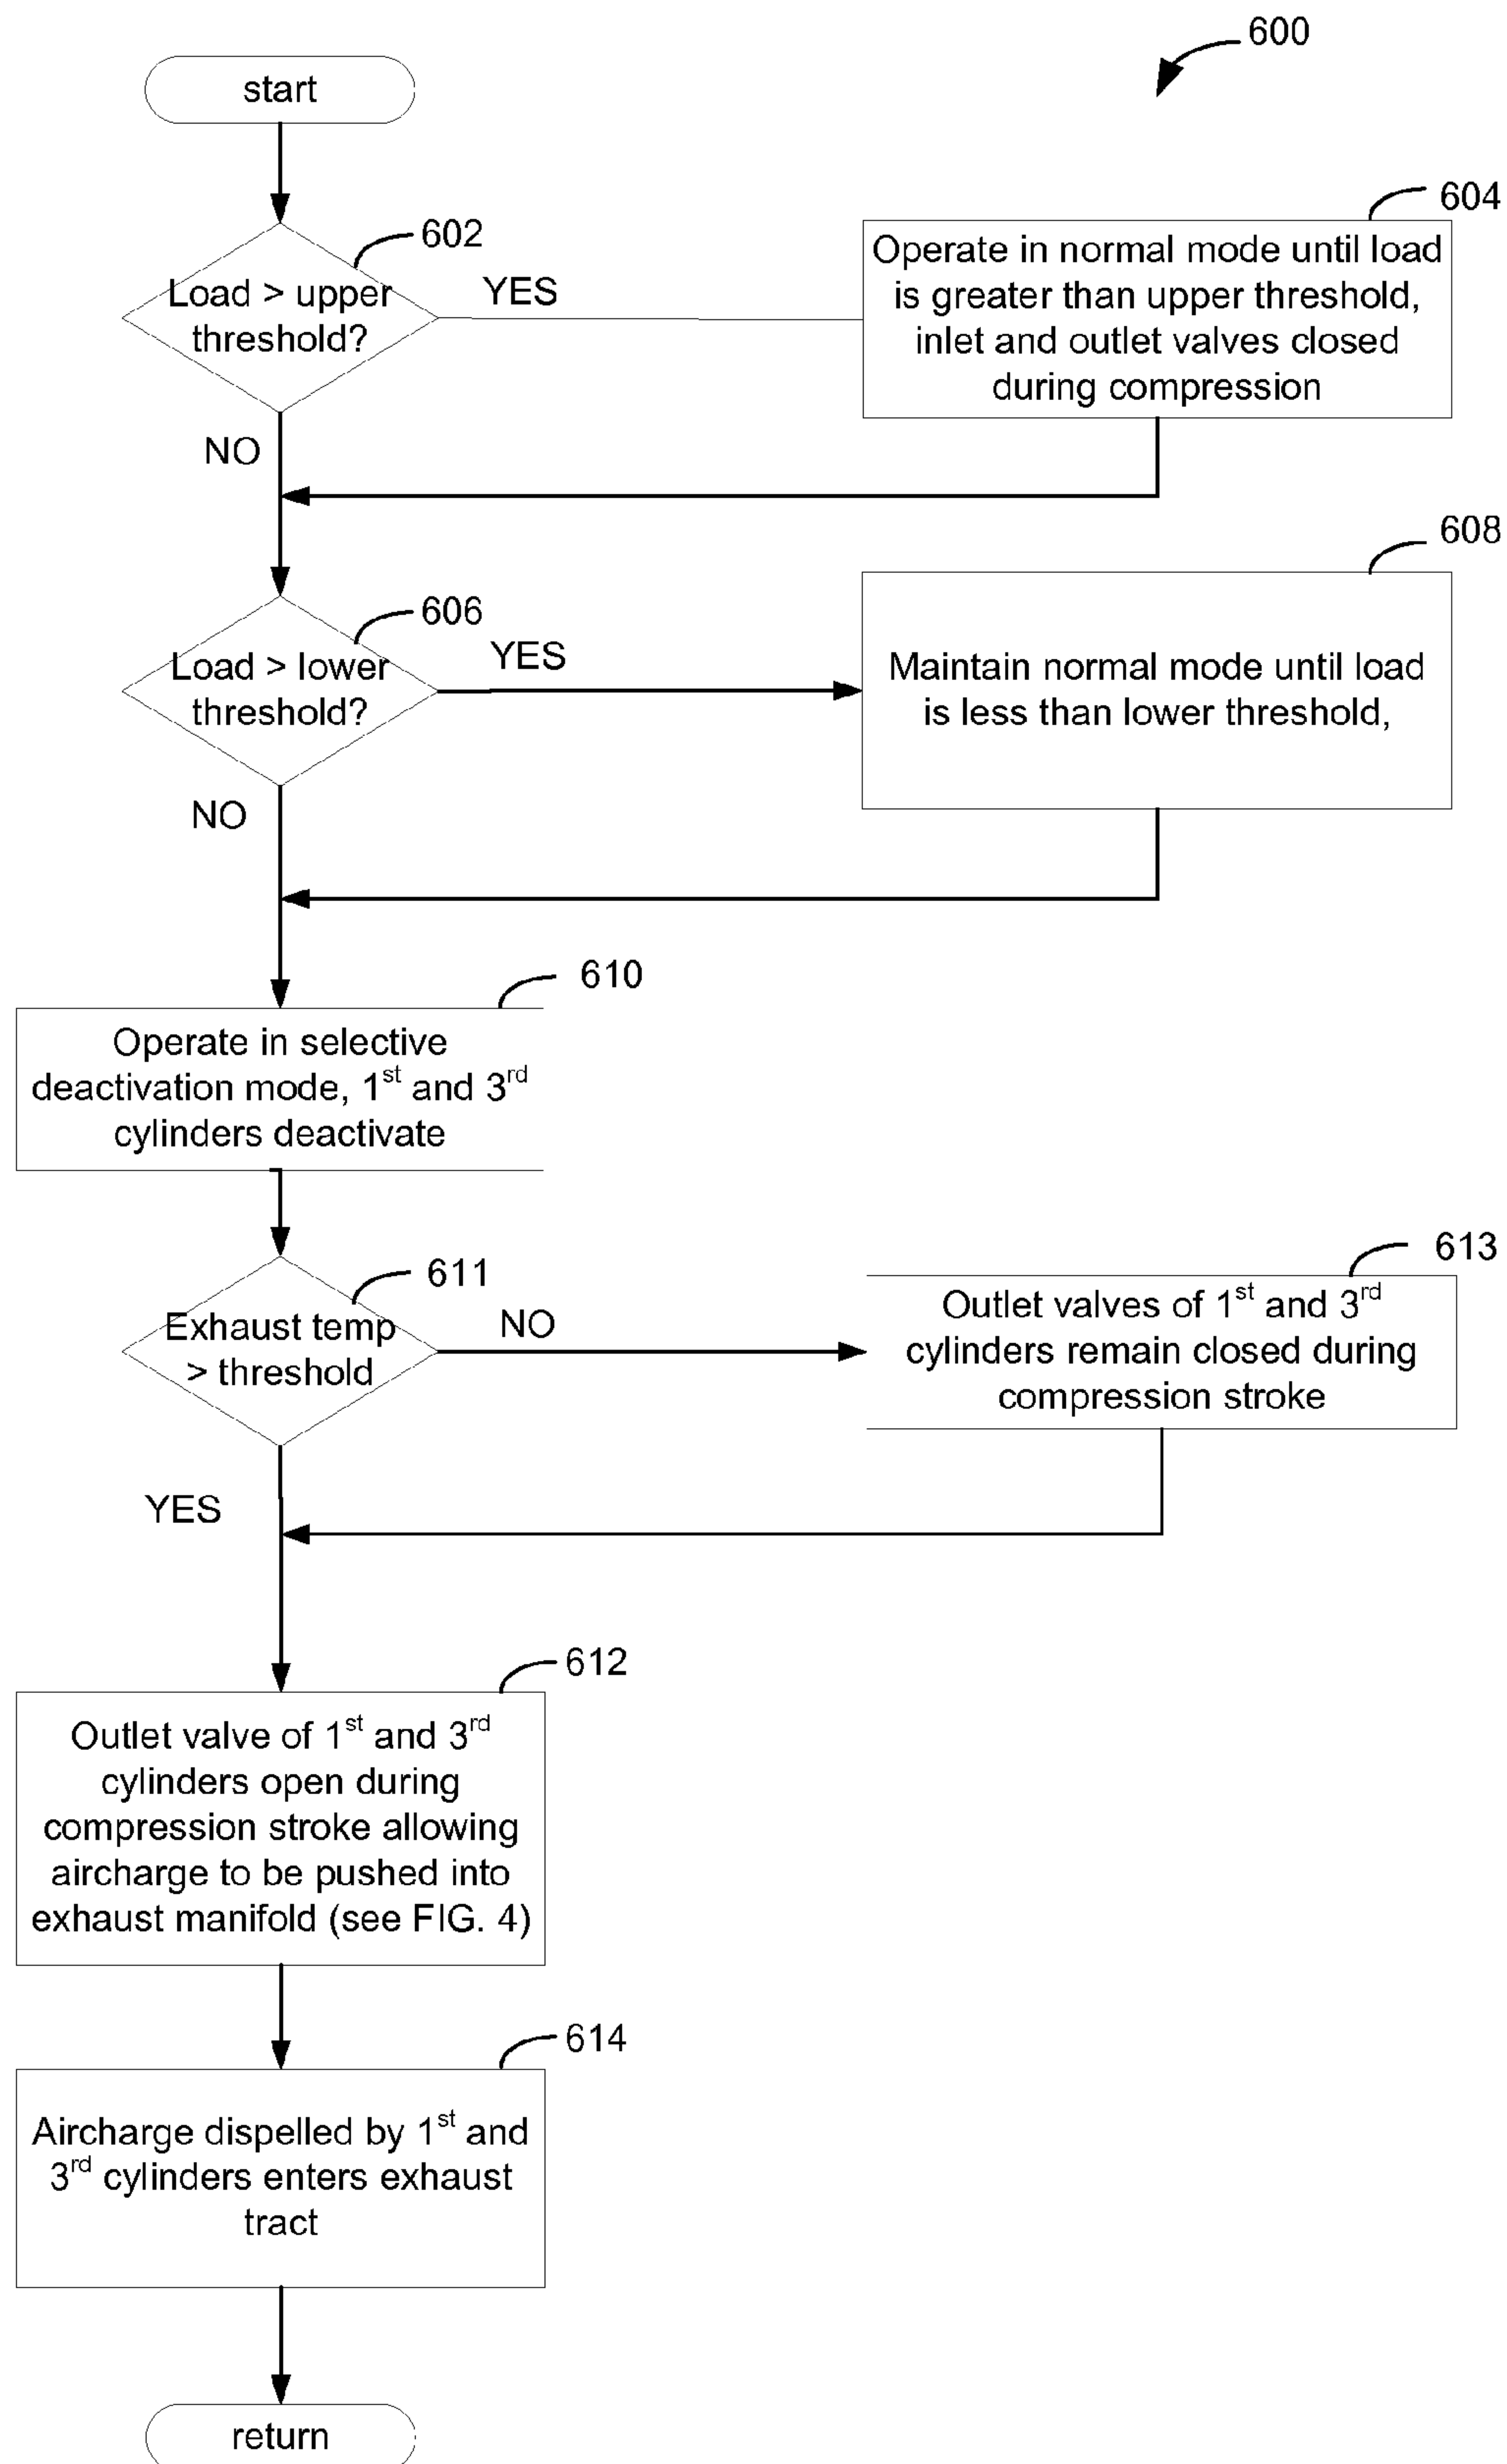 600
start
602
Load > upper
threshold?
YES
604
Operate in normal mode until load
is greater than upper threshold,
inlet and outlet valves closed
during compression
NO
606
Load > lower
threshold?
YES
608
Maintain normal mode until load
is less than lower threshold,
NO
610
Operate in selective
deactivation mode, 1st and 3rd
cylinders deactivate
611
Exhaust temp
> threshold
NO
613
Outlet valves of 1st and 3rd
cylinders remain closed during
compression stroke
YES
612
Outlet valve of 1st and 3rd
cylinders open during
compression stroke allowing
aircharge to be pushed into
exhaust manifold (see FIG. 4)
614
Aircharge dispelled by 1st and
3rd cylinders enters exhaust
tract
return